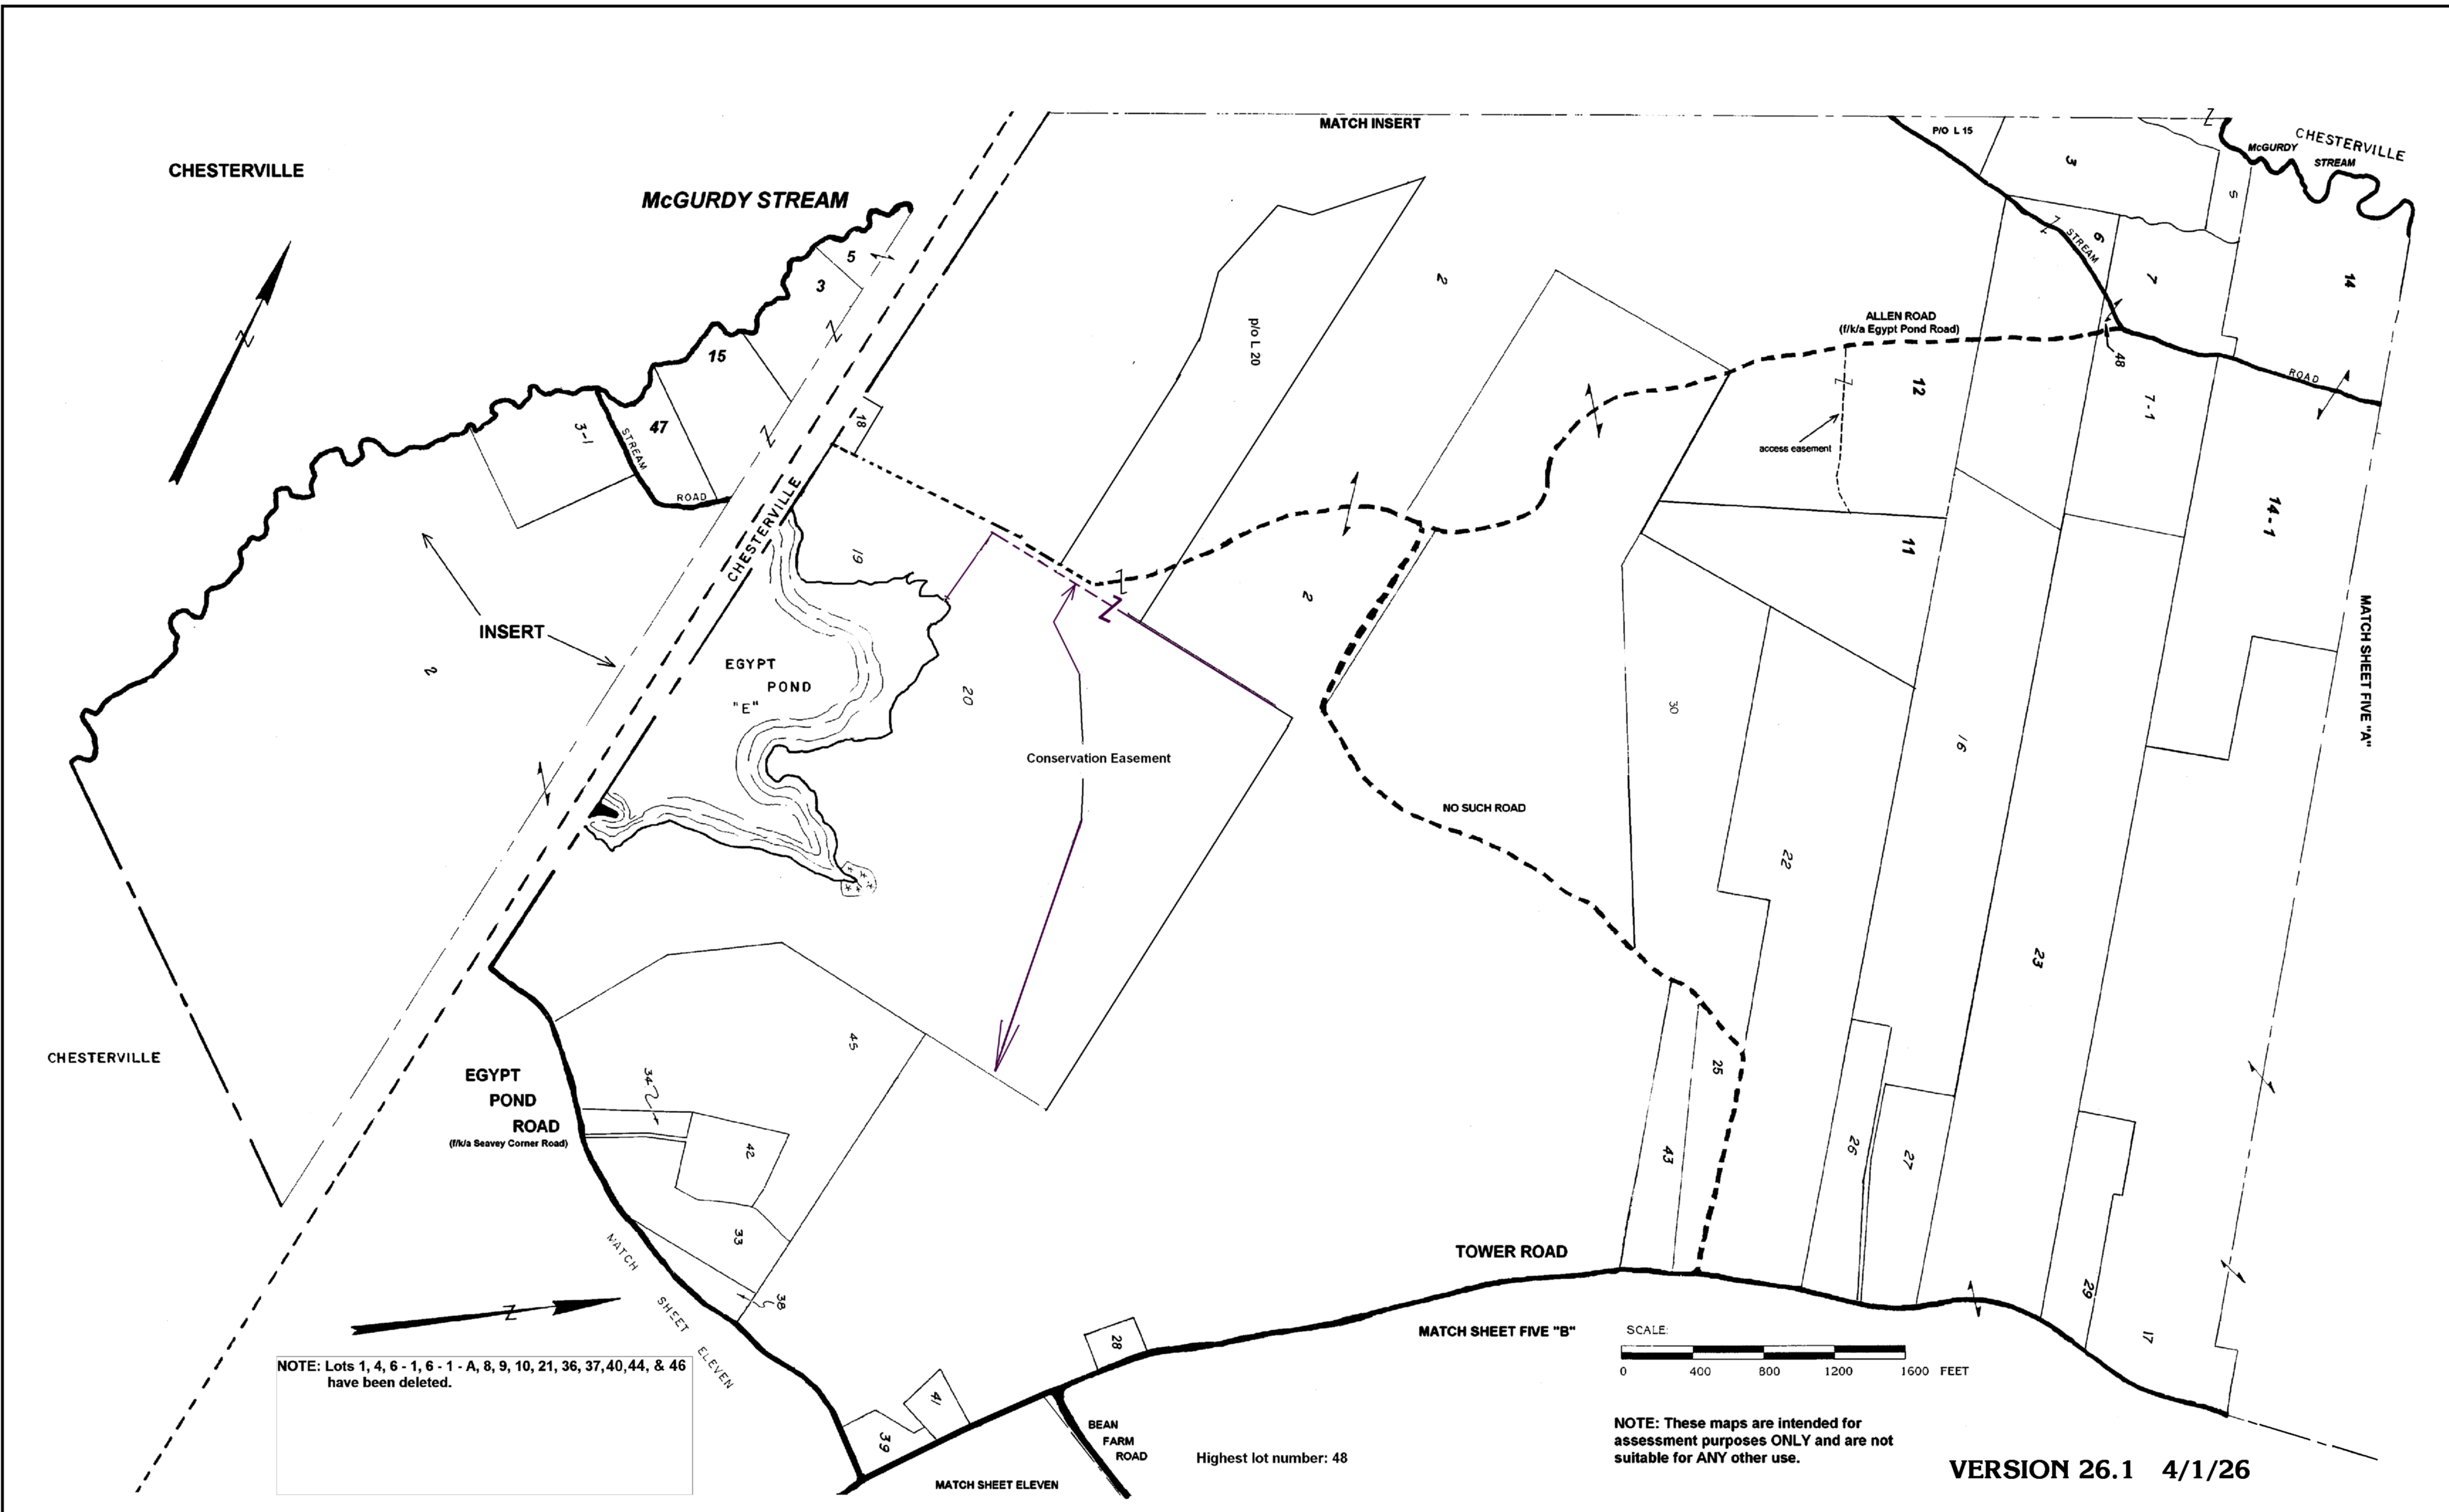 MATCH INSERT
P/O L 15
3
CHESTERVILLE
McGURDY
STREAM
CHESTERVILLE
McGURDY STREAM
5
5
3
15
47
3-1
STREAM
ROAD
18
CHESTERVILLE
2
p/o L 20
6
STREAM
7
14
ALLEN ROAD
(f/k/a Egypt Pond Road)
48
ROAD
12
7-1
access easement
14-1
11
19
2
INSERT
2
EGYPT
POND
"E"
20
30
16
MATCH SHEET FIVE "A"
Conservation Easement
NO SUCH ROAD
22
23
CHESTERVILLE
45
EGYPT
POND
ROAD
(f/k/a Seavey Corner Road)
34
42
25
43
26
27
33
MATCH
SHEET
ELEVEN
38
TOWER ROAD
29
17
28
MATCH SHEET FIVE "B"
SCALE:
0 400 800 1200 1600 FEET
NOTE: Lots 1, 4, 6 - 1, 6 - 1 - A, 8, 9, 10, 21, 36, 37,40,44, & 46
have been deleted.
41
39
BEAN
FARM
ROAD
Highest lot number: 48
MATCH SHEET ELEVEN
NOTE: These maps are intended for
assessment purposes ONLY and are not
suitable for ANY other use.
VERSION 26.1 4/1/26